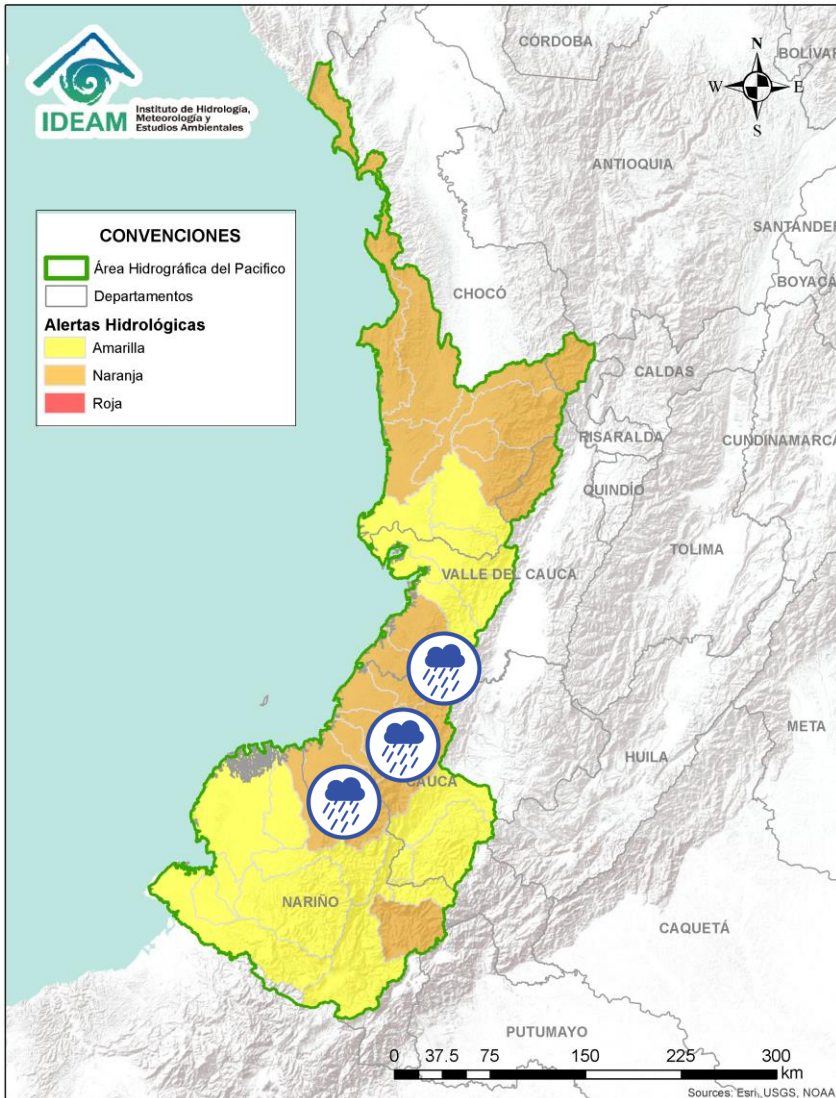 IDEAM
Instituto de Hidrología,
Meteorología y
Estudios Ambientales
N
W
E
S
CÓRDOBA
BOLÍVAR
ANTIOQUIA
SANTANDER
BOYACÁ
CHOCÓ
CALDAS
RISARALDA
CUNDINAMARCA
QUINDÍO
TOLIMA
VALLE DEL CAUCA
META
HUILA
CAUCA
NARIÑO
CAQUETÁ
PUTUMAYO
CONVENCIONES
Área Hidrográfica del Pacifico
Departamentos
Alertas Hidrológicas
Amarilla
Naranja
Roja
0 37.5 75 150 225 300
km
Sources: Esri, USGS, NOAA